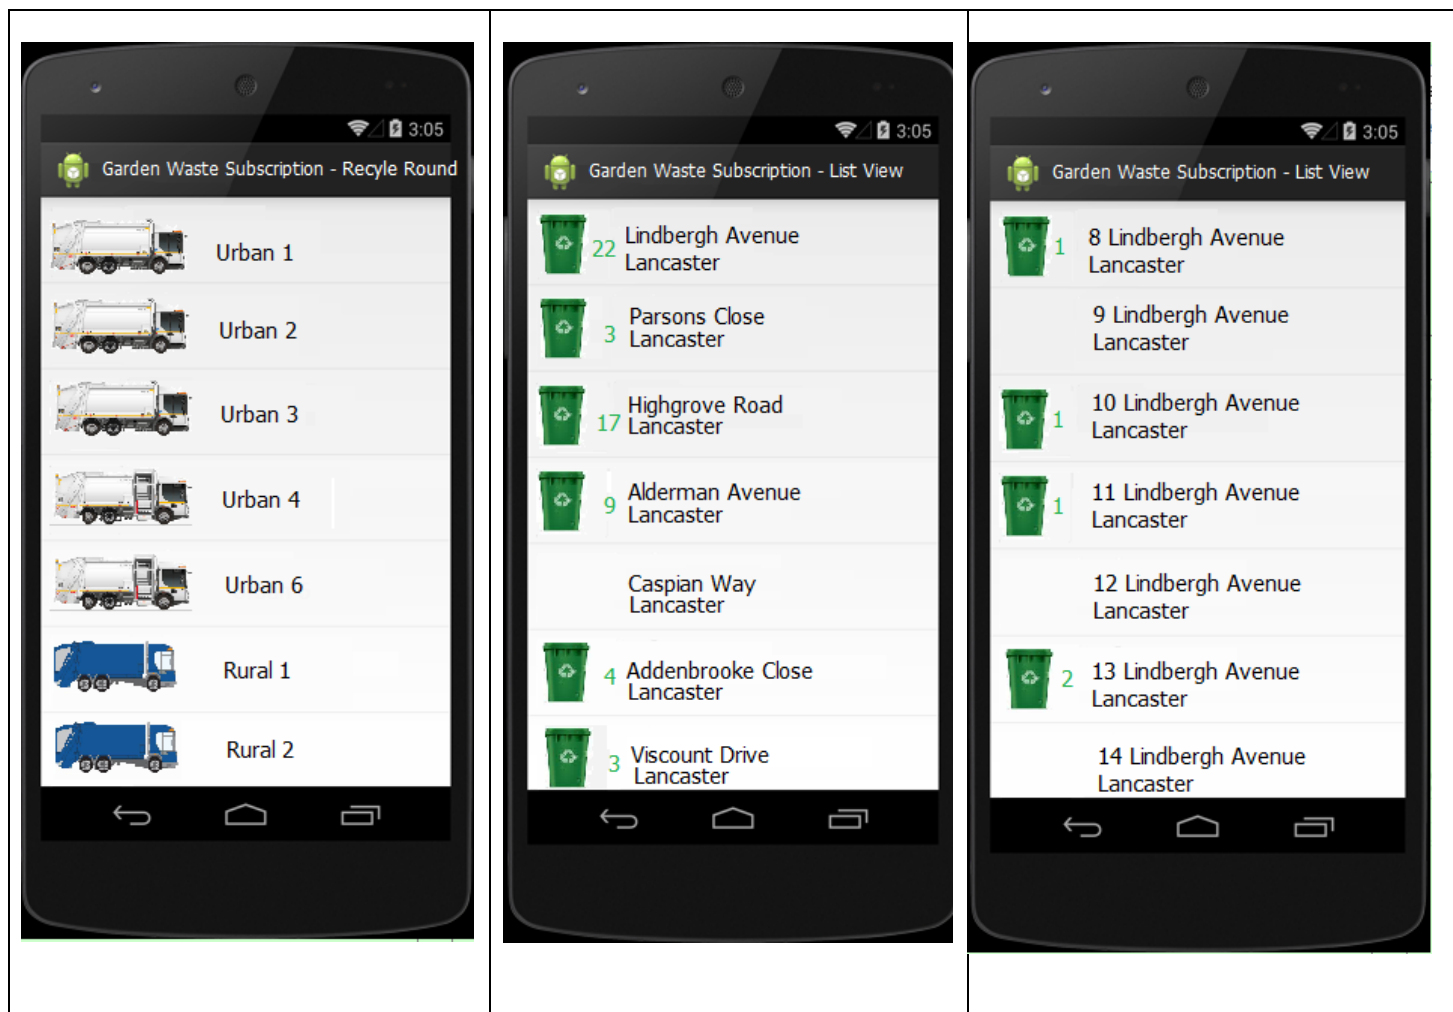 3:05
Garden Waste Subscription - Recyle Round
Urban 1
Urban 2
Urban 3
Urban 4
Urban 6
Rural 1
Rural 2
3:05
Garden Waste Subscription - List View
22 Lindbergh Avenue
Lancaster
3 Parsons Close
Lancaster
17 Highgrove Road
Lancaster
9 Alderman Avenue
Lancaster
Caspian Way
Lancaster
4 Addenbrooke Close
Lancaster
3 Viscount Drive
Lancaster
3:05
Garden Waste Subscription - List View
1 8 Lindbergh Avenue
Lancaster
9 Lindbergh Avenue
Lancaster
1 10 Lindbergh Avenue
Lancaster
1 11 Lindbergh Avenue
Lancaster
12 Lindbergh Avenue
Lancaster
2 13 Lindbergh Avenue
Lancaster
14 Lindbergh Avenue
Lancaster